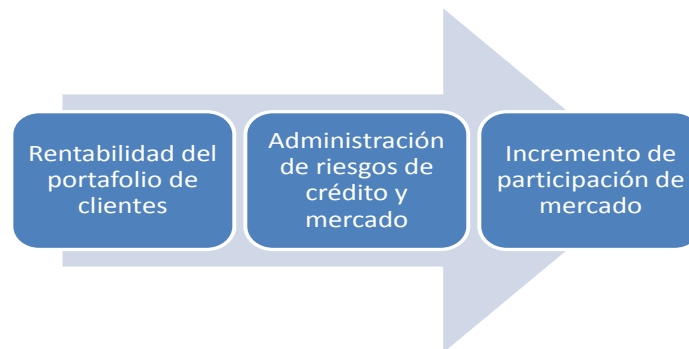 Rentabilidad del
portafolio de
clientes
Administración
de riesgos de
crédito y
mercado
Incremento de
participación de
mercado